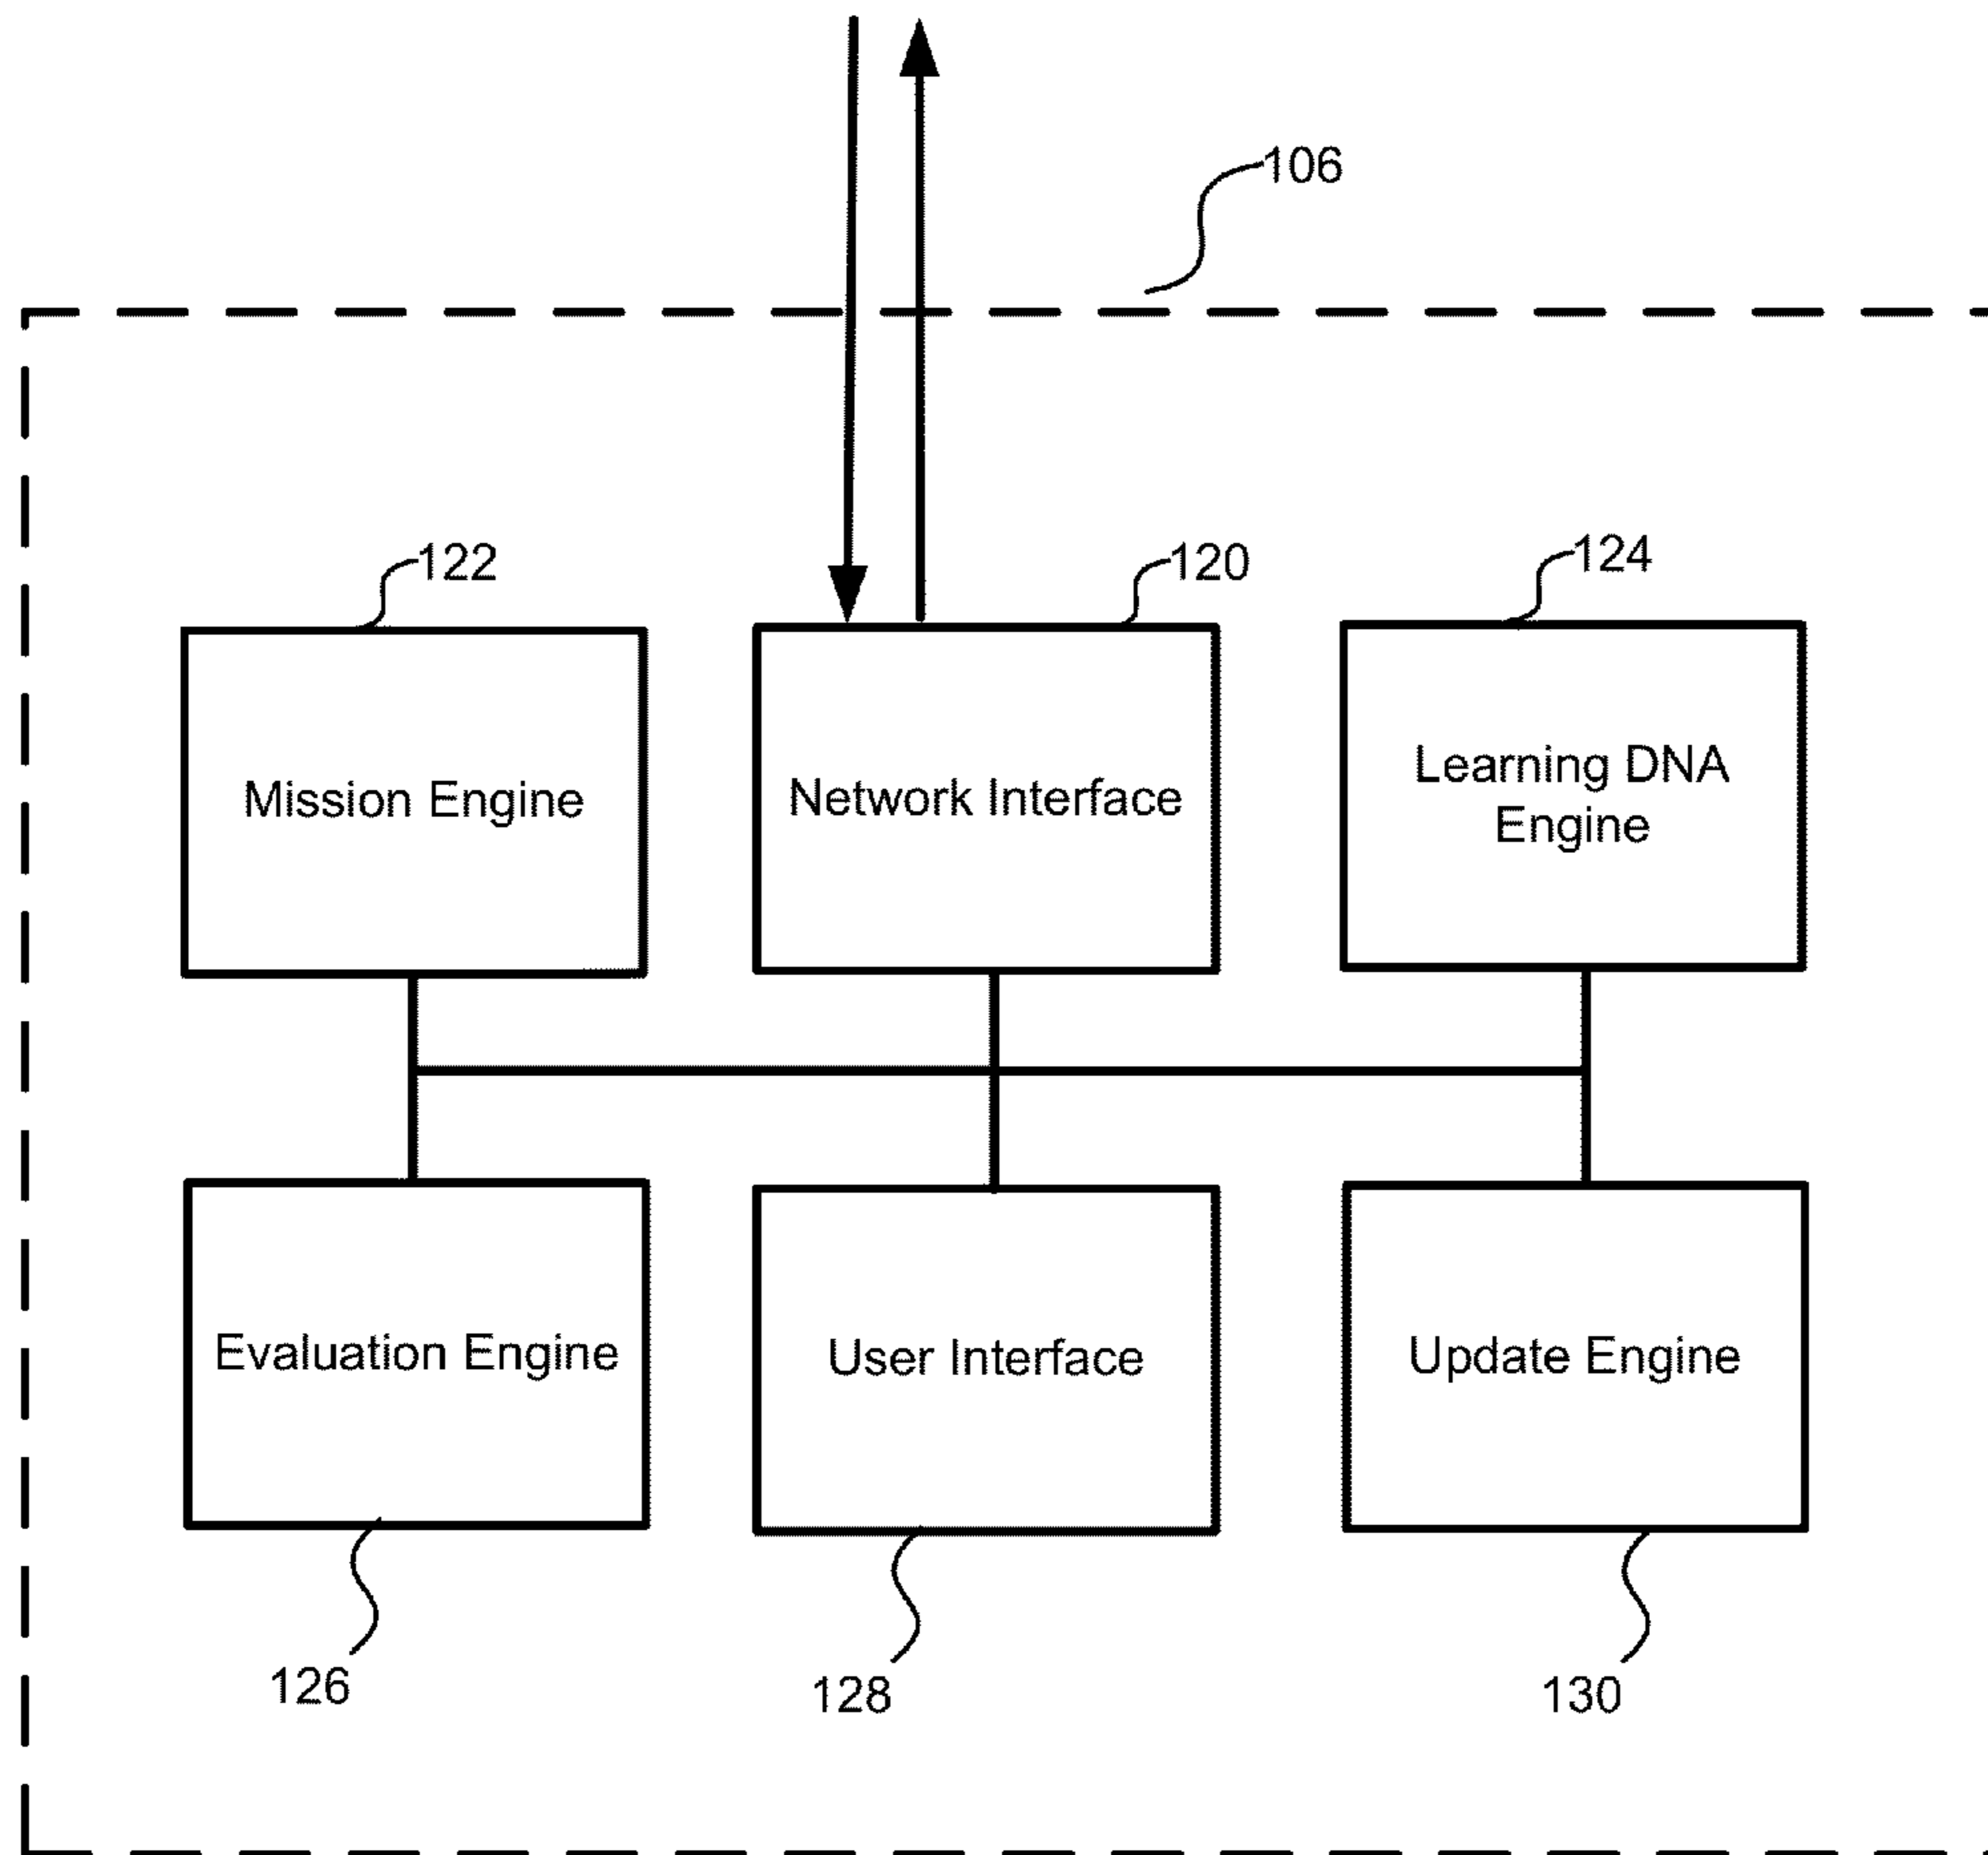 106
122
120
124
Mission Engine
Network Interface
Learning DNA
Engine
Evaluation Engine
User Interface
Update Engine
126
128
130